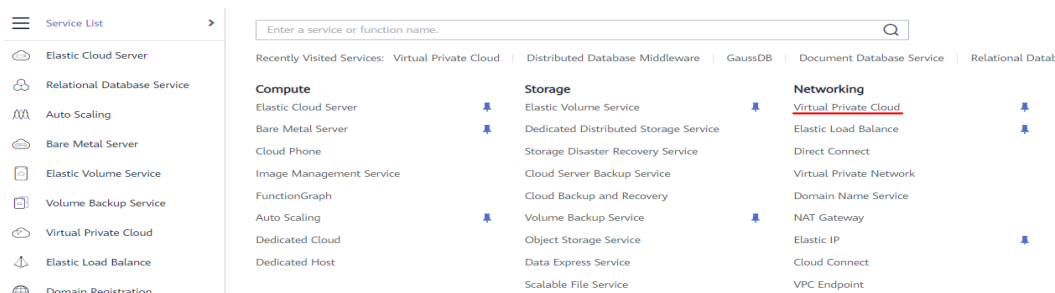 Service List
Elastic Cloud Server
Relational Database Service
Auto Scaling
Bare Metal Server
Elastic Volume Service
Volume Backup Service
Virtual Private Cloud
Elastic Load Balance
Domain Registration
Enter a service or function name.
Recently Visited Services: Virtual Private Cloud | Distributed Database Middleware | GaussDB | Document Database Service | Relational Datab
Compute
Elastic Cloud Server
Bare Metal Server
Cloud Phone
Image Management Service
FunctionGraph
Auto Scaling
Dedicated Cloud
Dedicated Host
Storage
Elastic Volume Service
Dedicated Distributed Storage Service
Storage Disaster Recovery Service
Cloud Server Backup Service
Cloud Backup and Recovery
Volume Backup Service
Object Storage Service
Data Express Service
Scalable File Service
Networking
Virtual Private Cloud
Elastic Load Balance
Direct Connect
Virtual Private Network
Domain Name Service
NAT Gateway
Elastic IP
Cloud Connect
VPC Endpoint